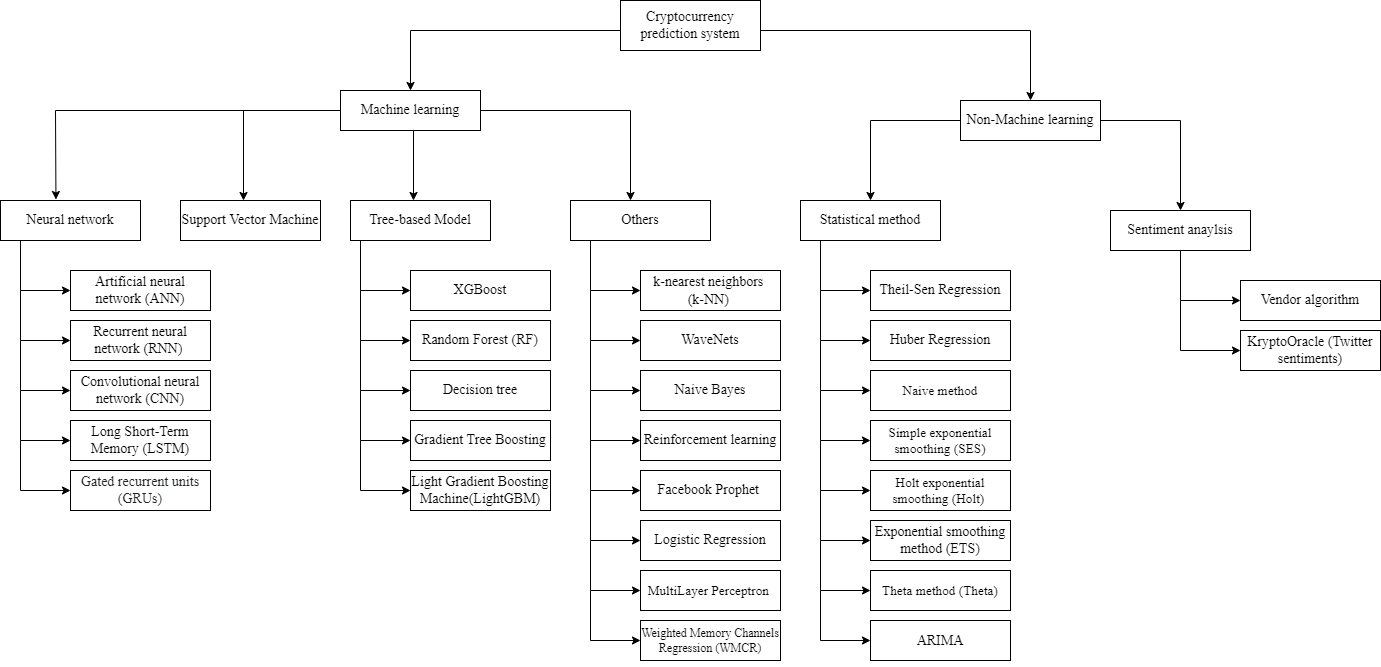 Cryptocurrency
prediction system
Machine learning
Non-Machine learning
Neural network
Support Vector Machine
Tree-based Model
Others
Statistical method
Sentiment anaylsis
Artificial neural
network (ANN)
Recurrent neural
network (RNN)
Convolutional neural
network (CNN)
Long Short-Term
Memory (LSTM)
Gated recurrent units
(GRUs)
XGBoost
Random Forest (RF)
Decision tree
Gradient Tree Boosting
Light Gradient Boosting
Machine(LightGBM)
k-nearest neighbors
(k-NN)
WaveNets
Naive Bayes
Reinforcement learning
Facebook Prophet
Logistic Regression
MultiLayer Perceptron
Weighted Memory Channels
Regression (WMCR)
Theil-Sen Regression
Huber Regression
Naive method
Simple exponential
smoothing (SES)
Holt exponential
smoothing (Holt)
Exponential smoothing
method (ETS)
Theta method (Theta)
ARIMA
Vendor algorithm
KryptoOracle (Twitter
sentiments)